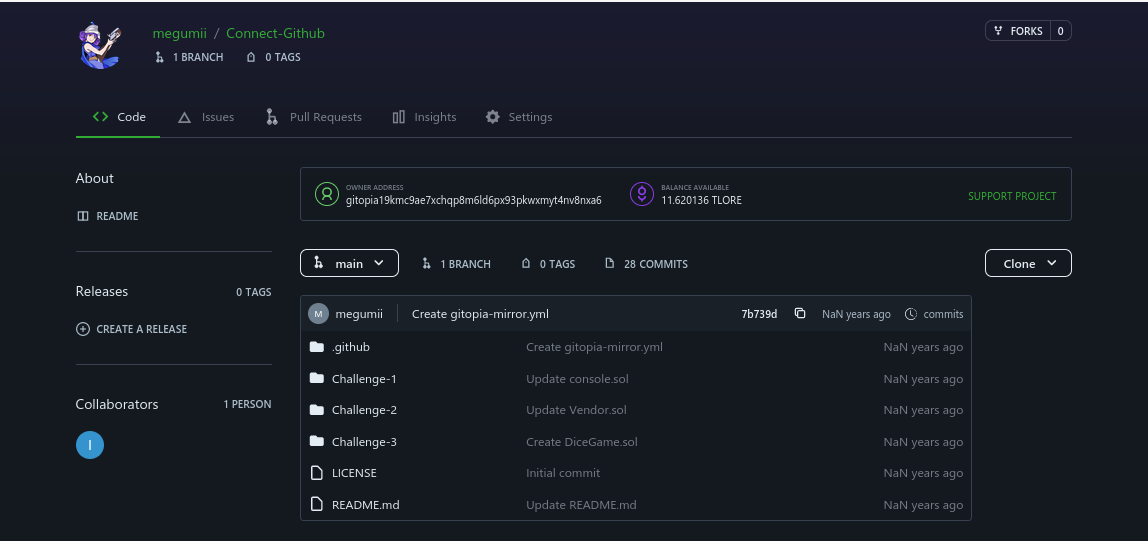 megumii / Connect-Github
FORKS 0
1 BRANCH 0 TAGS
Code Issues Pull Requests Insights Settings
About
README
Releases 0 TAGS
CREATE A RELEASE
Collaborators 1 PERSON
I
OWNER ADDRESS
gitopia19kmc9ae7xchqp8m6ld6px93pkwxmyt4nv8nxa6
BALANCE AVAILABLE
11.620136 TLORE
SUPPORT PROJECT
main 1 BRANCH 0 TAGS 28 COMMITS Clone
M megumii Create gitopia-mirror.yml 7b739d NaN years ago commits
.github Create gitopia-mirror.yml NaN years ago
Challenge-1 Update console.sol NaN years ago
Challenge-2 Update Vendor.sol NaN years ago
Challenge-3 Create DiceGame.sol NaN years ago
LICENSE Initial commit NaN years ago
README.md Update README.md NaN years ago